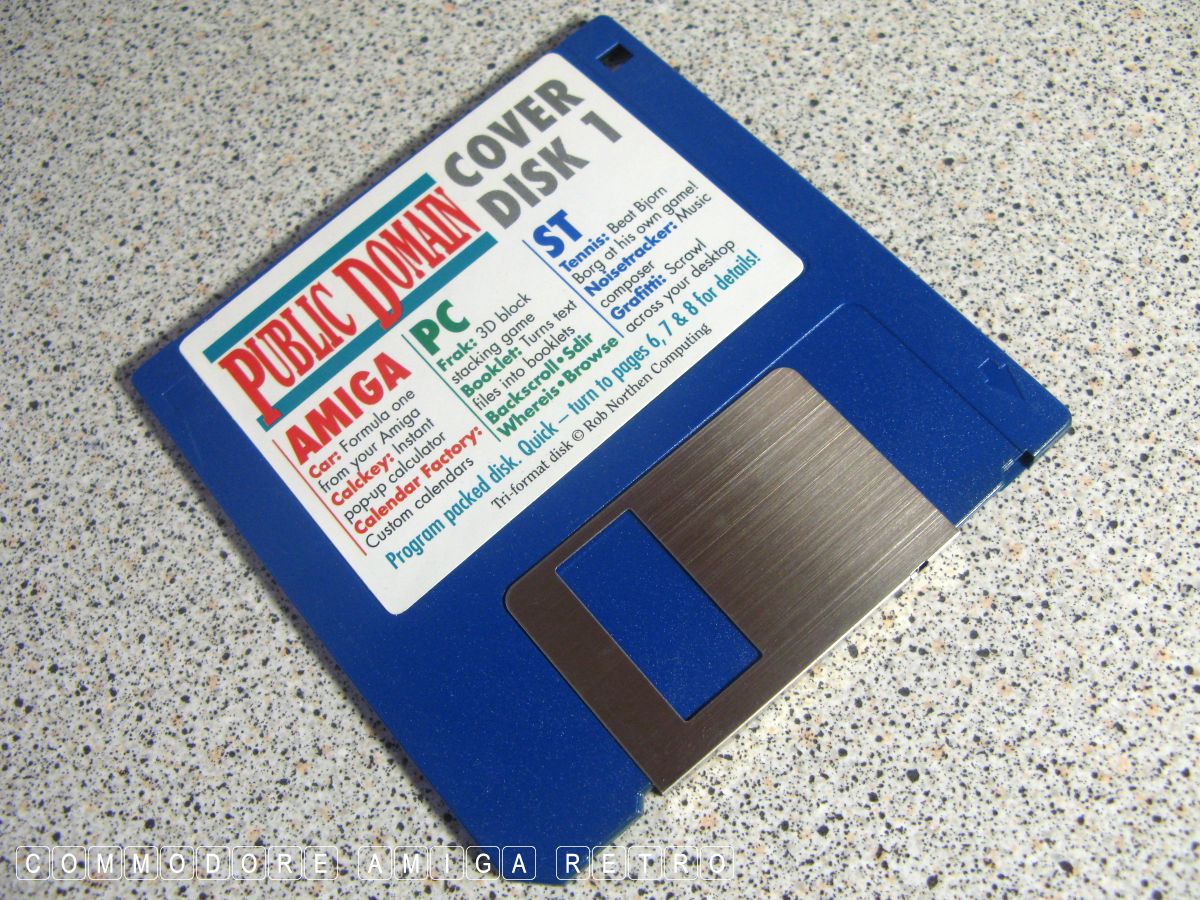 PUBLIC DOMAIN
COVER
DISK 1
AMIGA
Car: Formula one
from your Amiga
Calckey: Instant
pop-up calculator
Calendar Factory:
Custom calendars
PC
Frak: 3D block
stacking game
Booklet: Turns text
files into booklets
Backscroll • Sdir
Whereis • Browse
ST
Tennis: Beat Bjorn
Borg at his own game!
Noisetracker: Music
composer
Grafitti: Scrawl
across your desktop
Program packed disk. Quick – turn to pages 6, 7 & 8 for details!
Tri-format disk © Rob Northen Computing
COMMODORE AMIGA RETRO